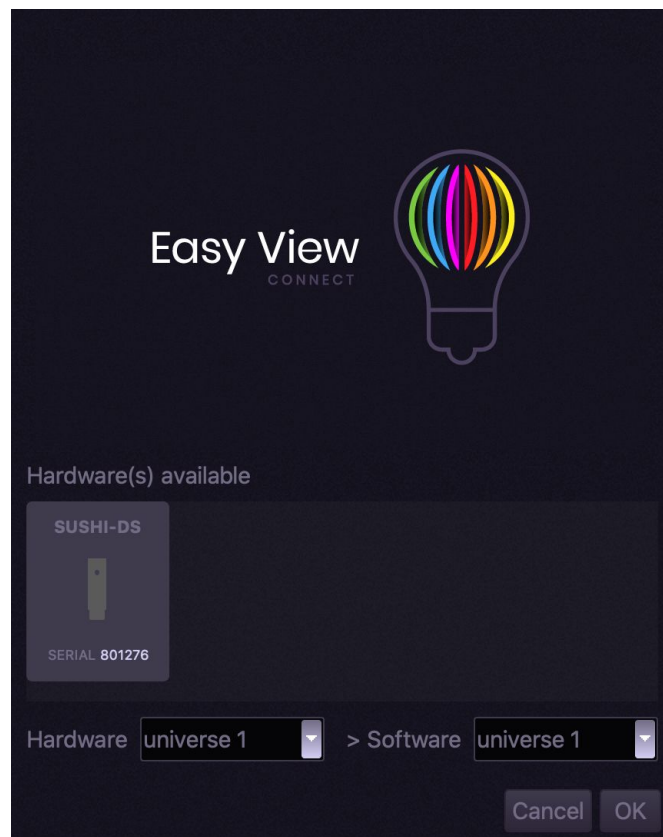 Easy View
CONNECT
Hardware(s) available
SUSHI-DS
SERIAL 801276
Hardware universe 1 > Software universe 1
Cancel OK